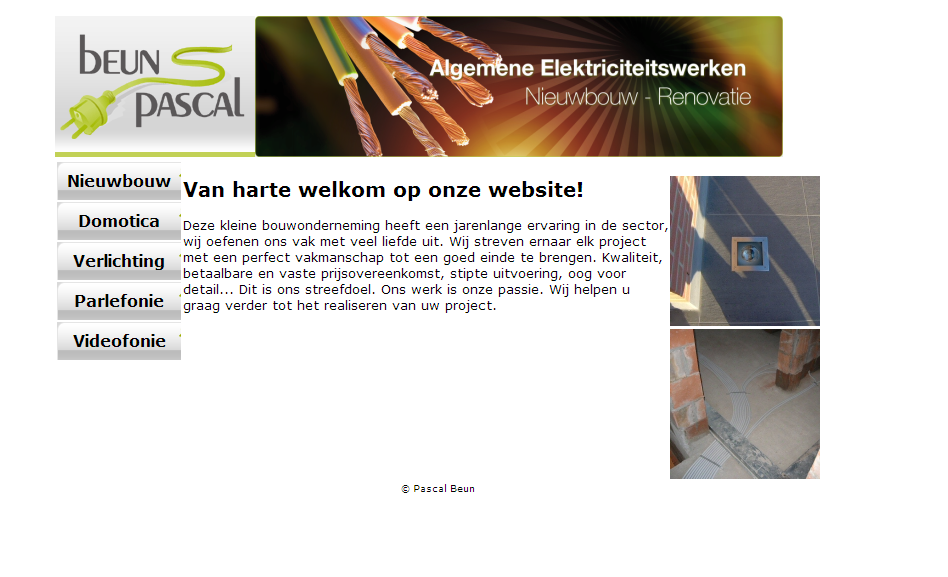 BEUN
PASCAL
Algemene Elektriciteitswerken
Nieuwbouw - Renovatie
Nieuwbouw
Domotica
Verlichting
Parlefonie
Videofonie
Van harte welkom op onze website!
Deze kleine bouwonderneming heeft een jarenlange ervaring in de sector,
wij oefenen ons vak met veel liefde uit. Wij streven ernaar elk project
met een perfect vakmanschap tot een goed einde te brengen. Kwaliteit,
betaalbare en vaste prijsovereenkomst, stipte uitvoering, oog voor
detail... Dit is ons streefdoel. Ons werk is onze passie. Wij helpen u
graag verder tot het realiseren van uw project.
© Pascal Beun